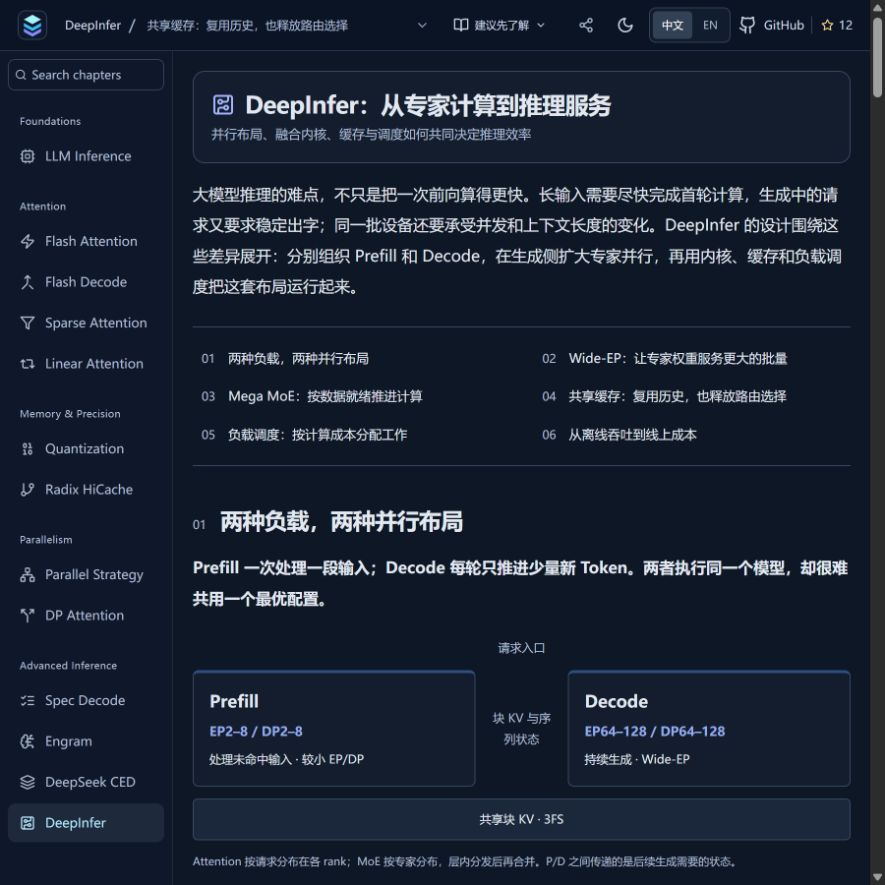 DeepInfer / 共享缓存：复用历史，也释放路由选择
建议先了解
中文 EN
GitHub
12
Search chapters
Foundations
LLM Inference
Attention
Flash Attention
Flash Decode
Sparse Attention
Linear Attention
Memory & Precision
Quantization
Radix HiCache
Parallelism
Parallel Strategy
DP Attention
Advanced Inference
Spec Decode
Engram
DeepSeek CED
DeepInfer
DeepInfer：从专家计算到推理服务
并行布局、融合内核、缓存与调度如何共同决定推理效率
大模型推理的难点，不只是把一次前向算得更快。长输入需要尽快完成首轮计算，生成中的请
求又要求稳定出字；同一批设备还要承受并发和上下文长度的变化。DeepInfer 的设计围绕这
些差异展开：分别组织 Prefill 和 Decode，在生成侧扩大专家并行，再用内核、缓存和负载调
度把这套布局运行起来。
01 两种负载，两种并行布局
02 Wide-EP：让专家权重服务更大的批量
03 Mega MoE：按数据就绪推进计算
04 共享缓存：复用历史，也释放路由选择
05 负载调度：按计算成本分配工作
06 从离线吞吐到线上成本
01 两种负载，两种并行布局
Prefill 一次处理一段输入；Decode 每轮只推进少量新 Token。两者执行同一个模型，却很难
共用一个最优配置。
请求入口
Prefill
EP2–8 / DP2–8
处理未命中输入 · 较小 EP/DP
块 KV 与序
列状态
Decode
EP64–128 / DP64–128
持续生成 · Wide-EP
共享块 KV · 3FS
Attention 按请求分布在各 rank；MoE 按专家分布，层内分发后再合并。P/D 之间传递的是后续生成需要的状态。